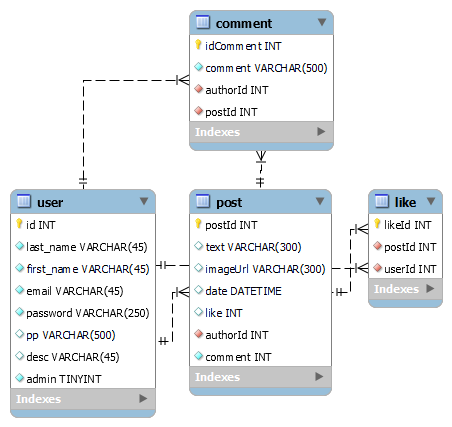 comment
idComment INT
comment VARCHAR(500)
authorId INT
postId INT
Indexes
user
id INT
last_name VARCHAR(45)
first_name VARCHAR(45)
email VARCHAR(45)
password VARCHAR(250)
pp VARCHAR(500)
desc VARCHAR(45)
admin TINYINT
Indexes
post
postId INT
text VARCHAR(300)
imageUrl VARCHAR(300)
date DATETIME
like INT
authorId INT
comment INT
Indexes
like
likeId INT
postId INT
userId INT
Indexes